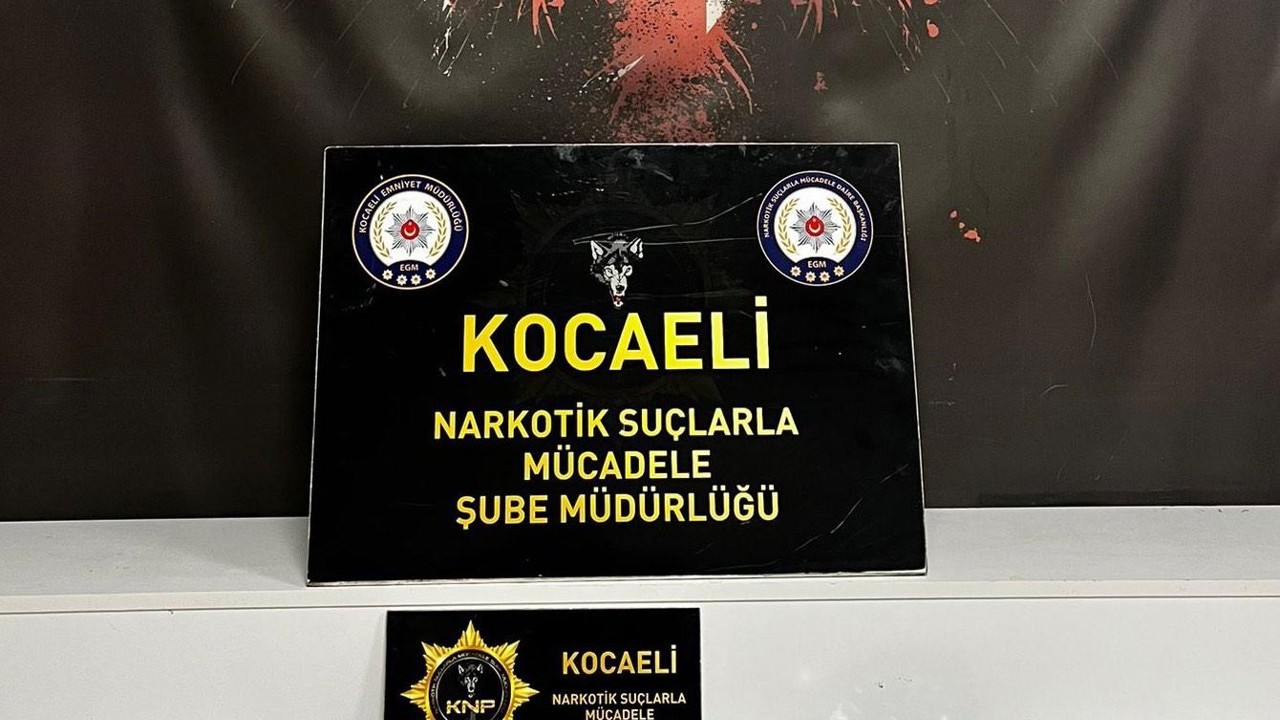 KOCAELİ EMNİYET MÜDÜRLÜĞÜ
EGM
NARKOTİK SUÇLARLA MÜCADELE DAİRE BAŞKANLIĞI
EGM
KOCAELİ
NARKOTİK SUÇLARLA
MÜCADELE
ŞUBE MÜDÜRLÜĞÜ
KNP
KOCAELİ
NARKOTİK SUÇLARLA
MÜCADELE